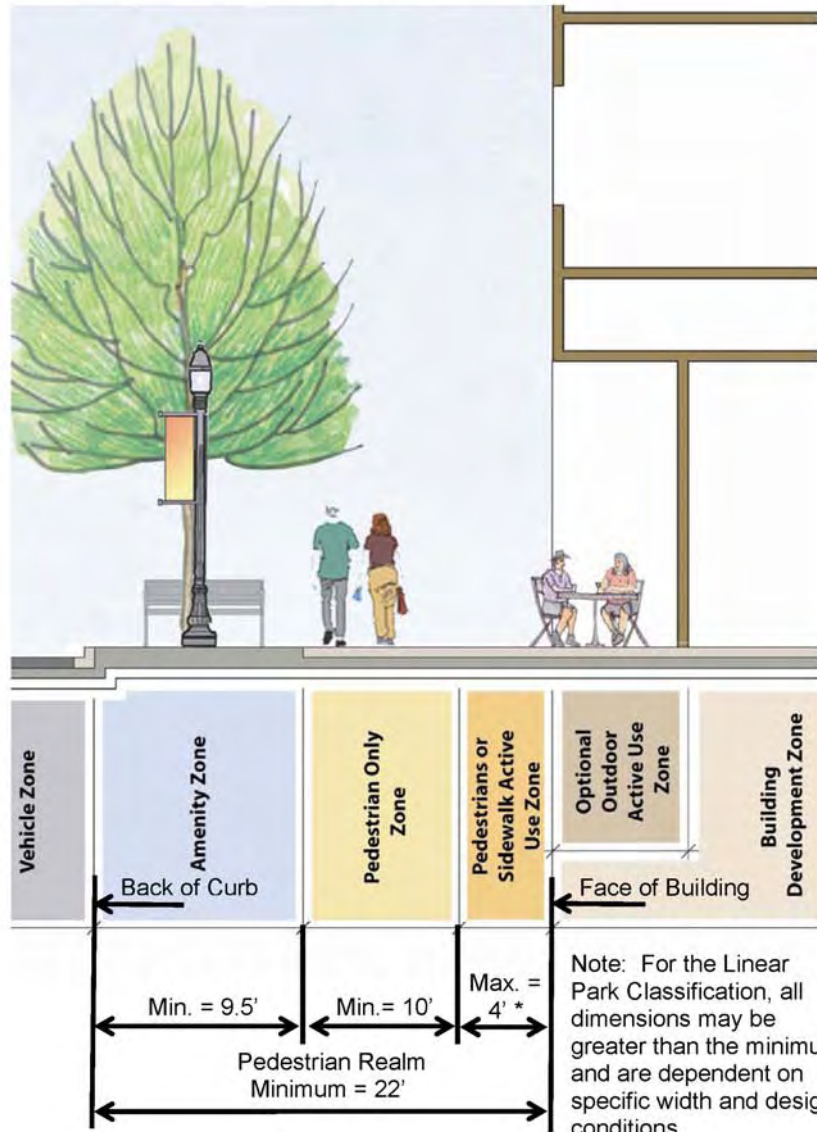 Vehicle Zone
Amenity Zone
Pedestrian Only
Zone
Pedestrians or
Sidewalk Active
Use Zone
Optional
Outdoor
Active Use
Zone
Building
Development Zone
Back of Curb
Face of Building
Min. = 9.5'
Min.= 10'
Max. =
4' *
Pedestrian Realm
Minimum = 22'
Note: For the Linear
Park Classification, all
dimensions may be
greater than the minimu
and are dependent on
specific width and desig
conditions